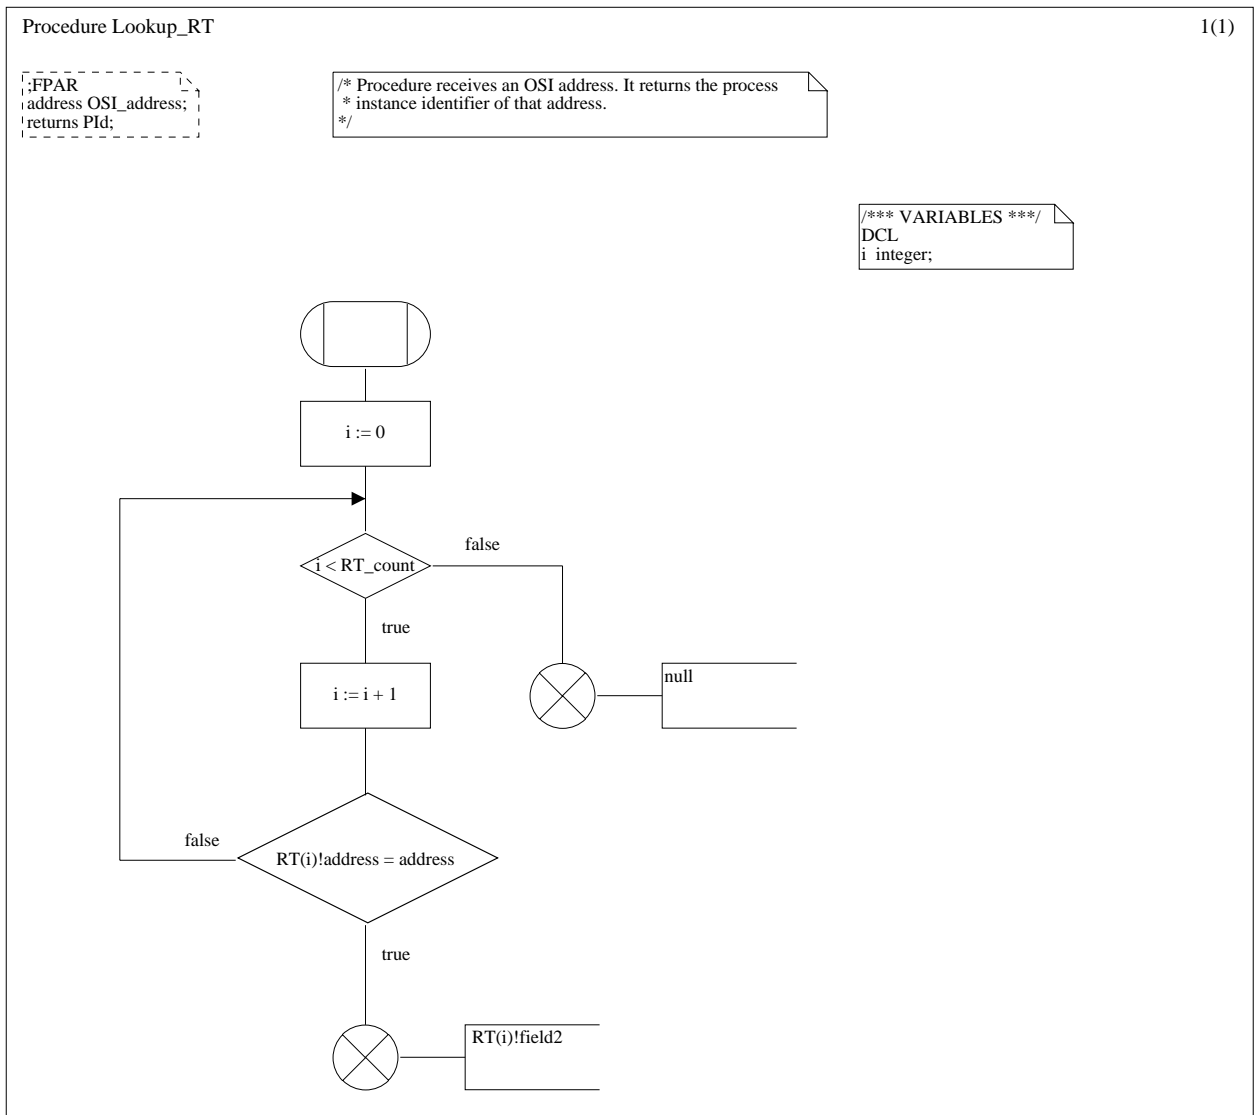 Procedure Lookup_RT
1(1)
;FPAR
address OSI_address;
returns PId;
/* Procedure receives an OSI address. It returns the process
* instance identifier of that address.
*/
/*** VARIABLES ***/
DCL
i  integer;
i := 0
i < RT_count
false
true
i := i + 1
null
false
RT(i)!address = address
true
RT(i)!field2